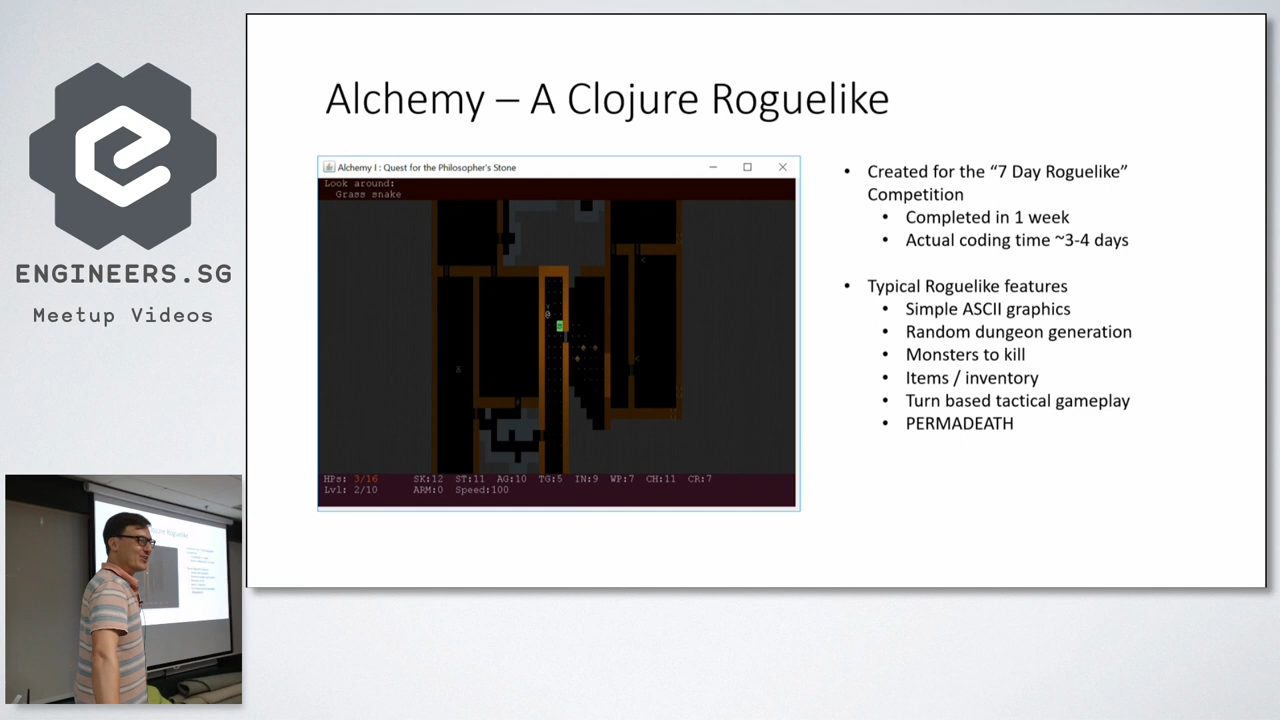 ENGINEERS.SG
Meetup Videos
Alchemy – A Clojure Roguelike
Alchemy I : Quest for the Philosopher's Stone
Look around:
Grass snake
HPs: 3/16 SK:12 ST:11 AG:10 TG:5 IN:9 WP:7 CH:11 CR:7
Lvl: 2/10 ARM:0 Speed:100
• Created for the “7 Day Roguelike”
Competition
• Completed in 1 week
• Actual coding time ~3-4 days
• Typical Roguelike features
• Simple ASCII graphics
• Random dungeon generation
• Monsters to kill
• Items / inventory
• Turn based tactical gameplay
• PERMADEATH